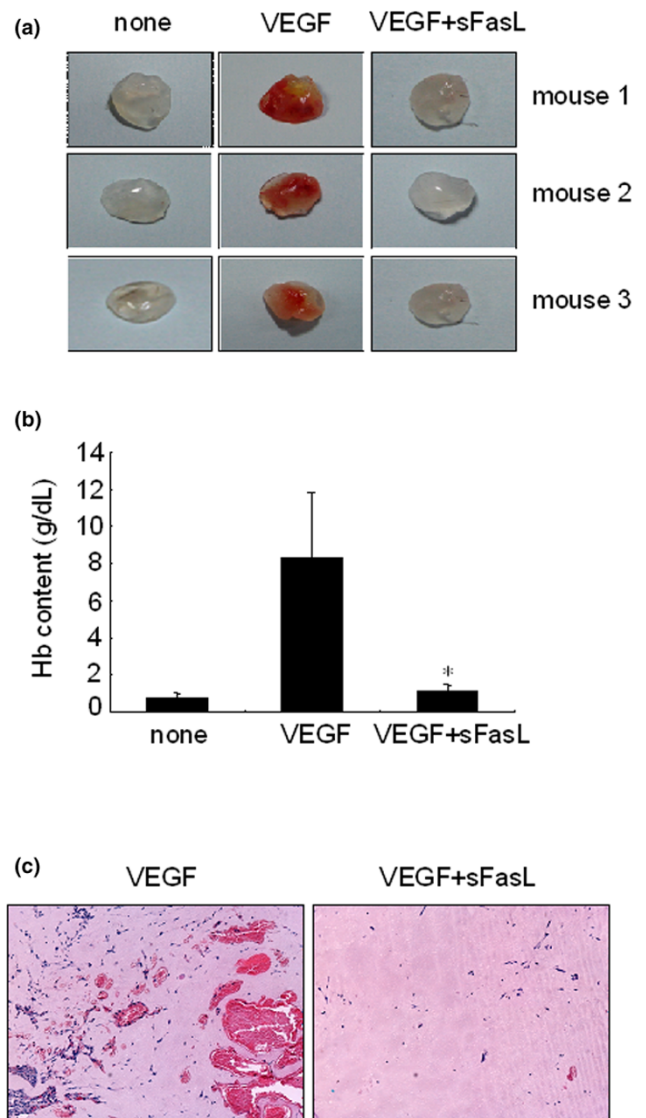 (a)
none VEGF VEGF+sFasL
mouse 1
mouse 2
mouse 3
(b)
Hb content (g/dL)
14
12
10
8
6
4
2
0
*
none VEGF VEGF+sFasL
(c)
VEGF VEGF+sFasL